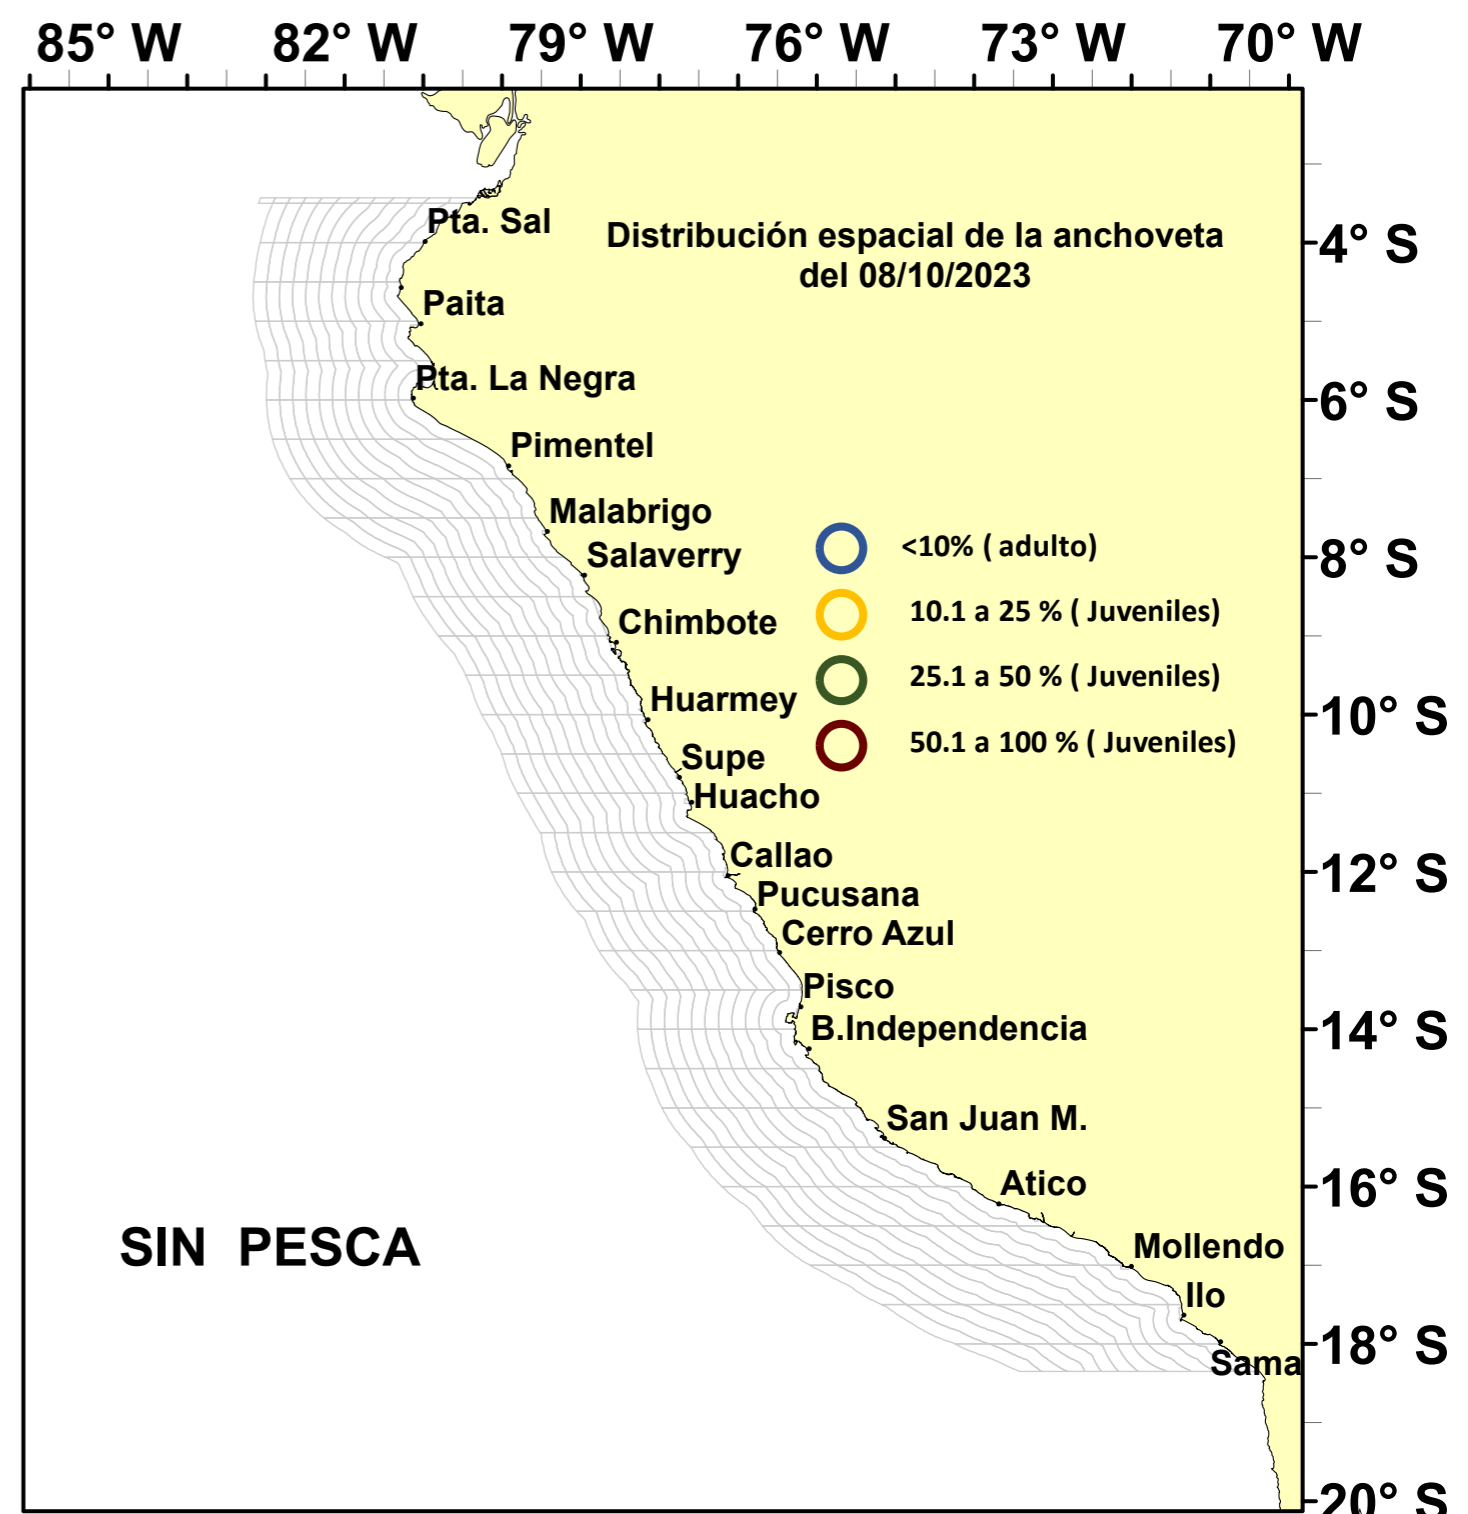 85° W 82° W 79° W 76° W 73° W 70° W
Pta. Sal
Distribución espacial de la anchoveta
del 08/10/2023
4° S
Paita
Pta. La Negra
6° S
Pimentel
Malabrigo
Salaverry
<10% ( adulto)
8° S
10.1 a 25 % ( Juveniles)
Chimbote
25.1 a 50 % ( Juveniles)
Huarmey
10° S
50.1 a 100 % ( Juveniles)
Supe
Huacho
Callao
12° S
Pucusana
Cerro Azul
Pisco
B.Independencia
14° S
San Juan M.
Atico
16° S
SIN PESCA
Mollendo
Ilo
18° S
Sama
20° S